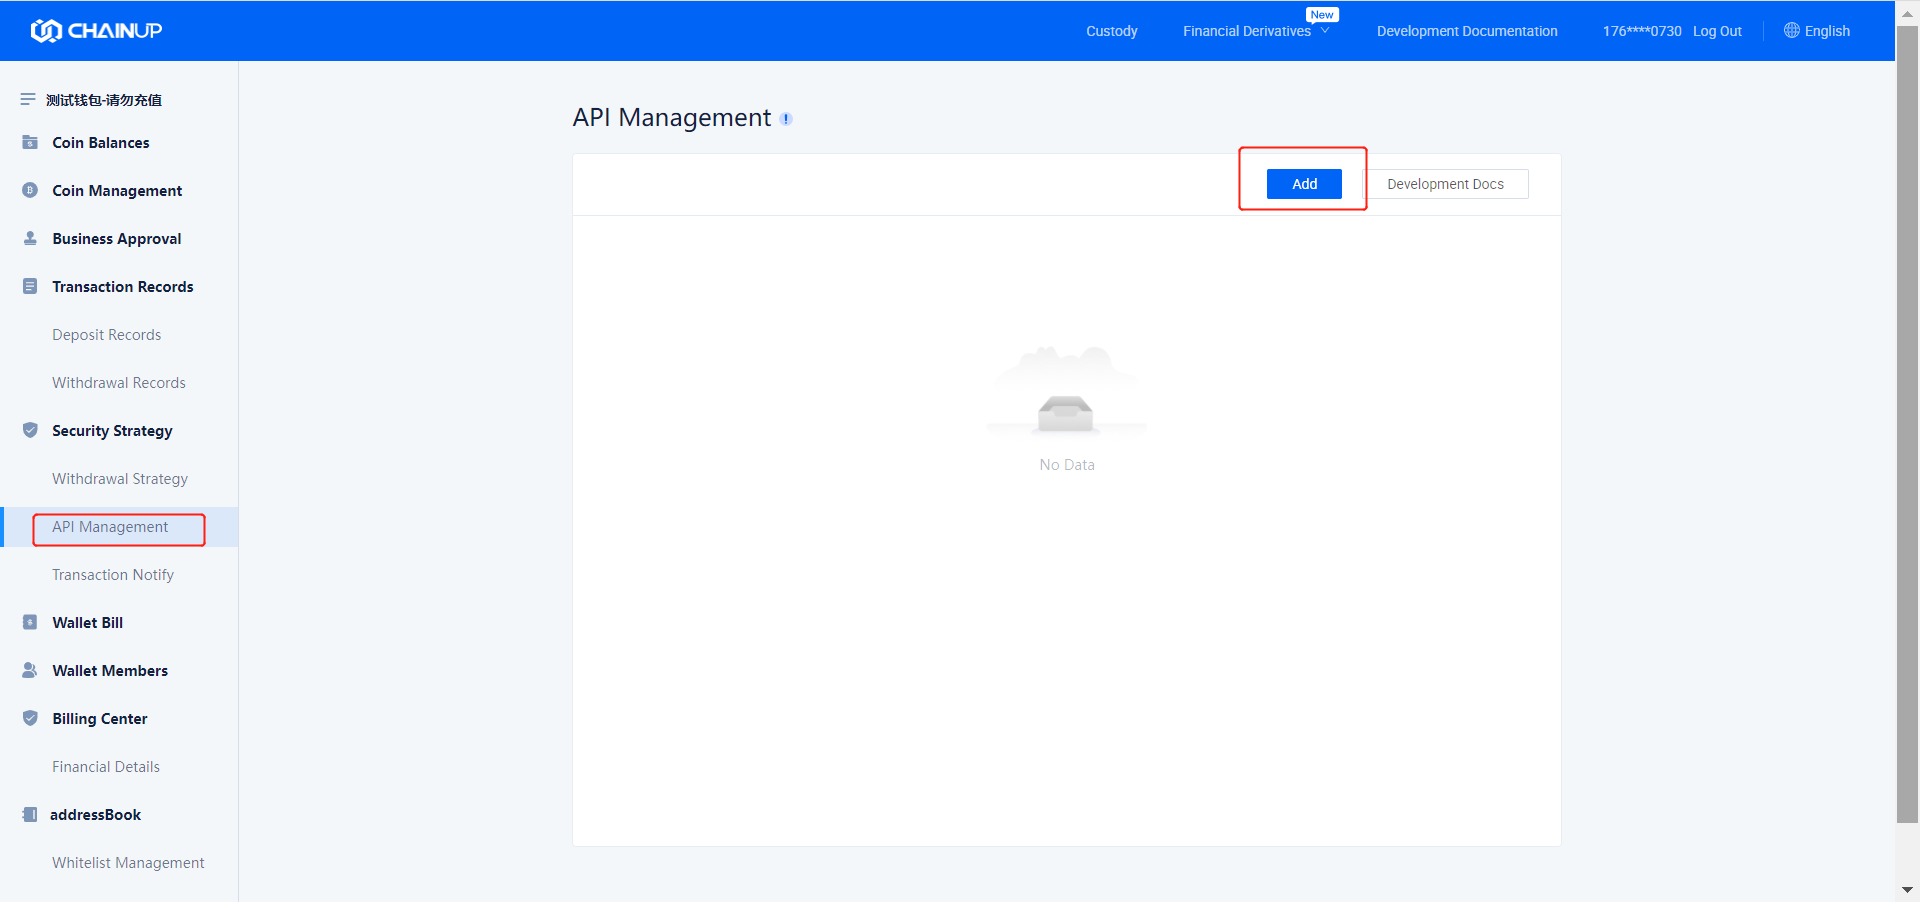 CHAINUP
Custody
Financial Derivatives
New
Development Documentation
176****0730 Log Out
English
测试钱包-请勿充值
Coin Balances
Coin Management
Business Approval
Transaction Records
Deposit Records
Withdrawal Records
Security Strategy
Withdrawal Strategy
API Management
Transaction Notify
Wallet Bill
Wallet Members
Billing Center
Financial Details
addressBook
Whitelist Management
API Management
Add
Development Docs
No Data